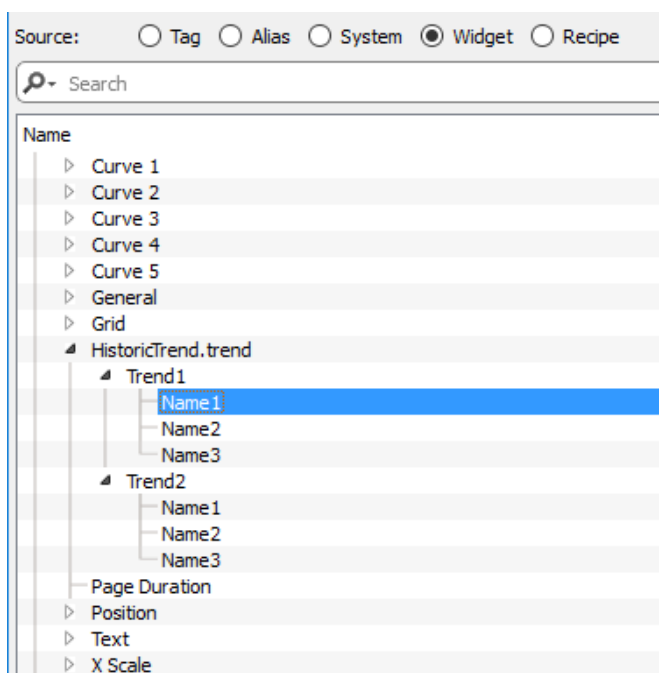 Source: Tag Alias System Widget Recipe
Search
Name
Curve 1
Curve 2
Curve 3
Curve 4
Curve 5
General
Grid
HistoricTrend.trend
Trend1
Name1
Name2
Name3
Trend2
Name1
Name2
Name3
Page Duration
Position
Text
X Scale